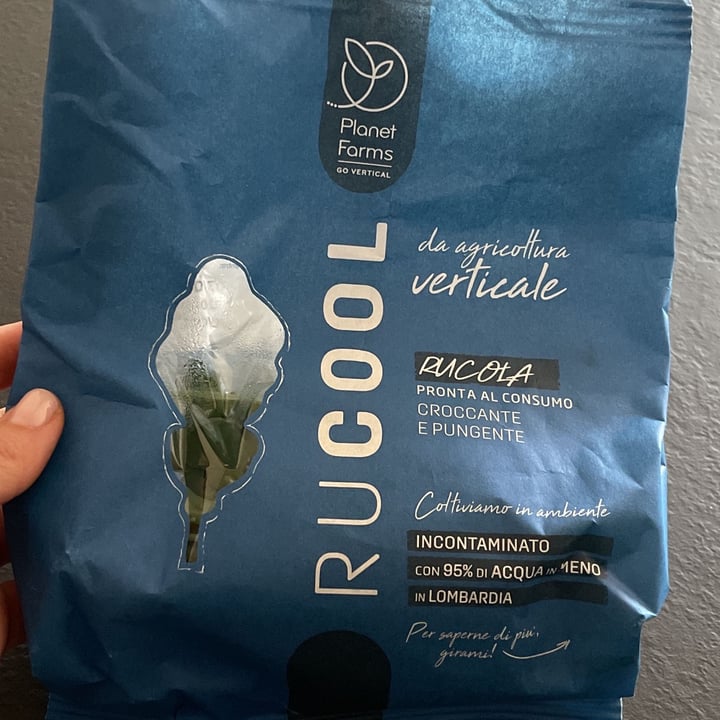 Planet
Farms
GO VERTICAL
RUCOOL
da agricoltura
verticale
RUCOLA
PRONTA AL CONSUMO
CROCCANTE
E PUNGENTE
Coltiviamo in ambiente
INCONTAMINATO
CON 95% DI ACQUA IN MENO
IN LOMBARDIA
Per saperne di più,
girami!